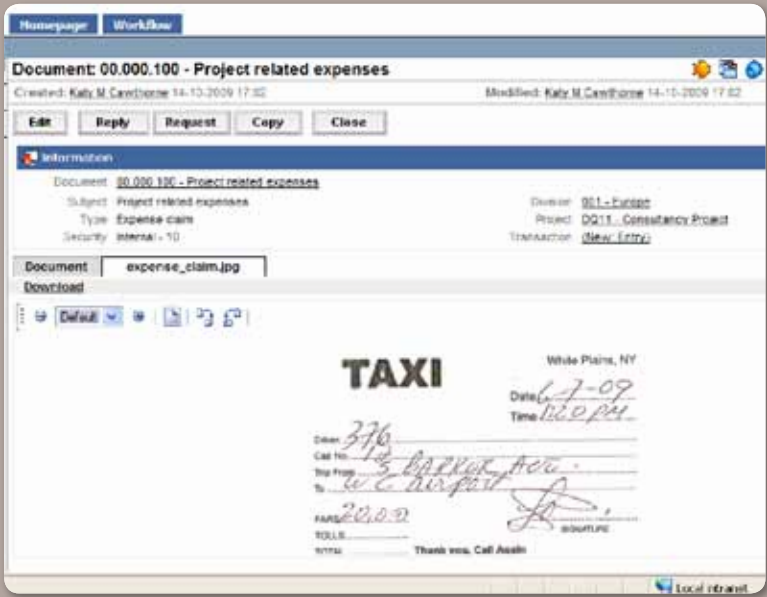 Homepage Workflow
Document: 00.000.100 - Project related expenses
Created: Katy M Cawthorne 14-10-2009 17:02 Modified: Katy M Cawthorne 14-10-2009 17:02
Edit Reply Request Copy Close
Information
Document 00.000.100 - Project related expenses
Subject Project related expenses Division 001 - Europe
Type Expense claim Project DQ11 - Consultancy Project
Security Internal - 10 Transaction (New: Entry)
Document expense_claim.jpg
Download
Default
TAXI White Plains, NY
Date 6-7-09
Time 1:20 PM
Driver 376
Cab No.
Trip From 5 BARKER AVE.
To W C airport
FARE 20.00
SIGNATURE
TOLLS
TOTAL Thank you, Call Again
Local intranet